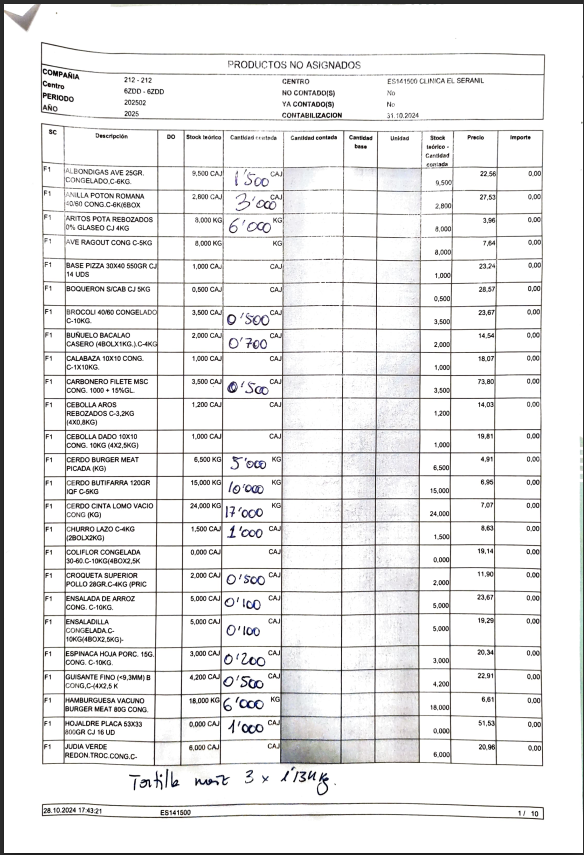 PRODUCTOS NO ASIGNADOS
COMPAÑIA 212 - 212 CENTRO ES141500 CLINICA EL SERANIL
Centro 6ZDD - 6ZDD NO CONTADO(S) No
PERIODO 202502 YA CONTADO(S) No
AÑO 2025 CONTABILIZACION 31.10.2024
SC Descripción DO Stock teórico Cantidad contada Cantidad contada Cantidad base Unidad Stock teórico - Cantidad contada Precio Importe
F1 ALBONDIGAS AVE 25GR. 9,500 CAJ 1'500 CAJ 22,56 0,00
CONGELADO,C-6KG. 9,500
F1 ANILLA POTON ROMANA 2,800 CAJ 3'000 CAJ 27,53 0,00
40/60 CONG.C-6K/6BOX 2,800
F1 ARITOS POTA REBOZADOS 8,000 KG 6'000 KG 3,96 0,00
0% GLASEO CJ 4KG 8,000
F1 AVE RAGOUT CONG C-5KG 8,000 KG KG 7,64 0,00
8,000
F1 BASE PIZZA 30X40 550GR CJ 1,000 CAJ CAJ 23,24 0,00
14 UDS 1,000
F1 BOQUERON S/CAB CJ 5KG 0,500 CAJ CAJ 28,57 0,00
0,500
F1 BROCOLI 40/60 CONGELADO 3,500 CAJ 0'500 CAJ 23,67 0,00
C-10KG. 3,500
F1 BUÑUELO BACALAO 2,000 CAJ 0'700 CAJ 14,54 0,00
CASERO (4BOLX1KG.).C-4KG 2,000
F1 CALABAZA 10X10 CONG. 1,000 CAJ CAJ 18,07 0,00
C-1X10KG. 1,000
F1 CARBONERO FILETE MSC 3,500 CAJ 0'500 CAJ 73,80 0,00
CONG. 1000 + 15%GL. 3,500
F1 CEBOLLA AROS 1,200 CAJ CAJ 14,03 0,00
REBOZADOS C-3,2KG 1,200
(4X0,8KG)
F1 CEBOLLA DADO 10X10 1,000 CAJ CAJ 19,81 0,00
CONG. 10KG (4X2,5KG) 1,000
F1 CERDO BURGER MEAT 6,500 KG 5'000 KG 4,91 0,00
PICADA (KG) 6,500
F1 CERDO BUTIFARRA 120GR 15,000 KG 10'000 KG 6,95 0,00
IQF C-5KG 15,000
F1 CERDO CINTA LOMO VACIO 24,000 KG 17'000 KG 7,07 0,00
CONG (KG) 24,000
F1 CHURRO LAZO C-4KG 1,500 CAJ 1'000 CAJ 8,63 0,00
(2BOLX2KG) 1,500
F1 COLIFLOR CONGELADA 0,000 CAJ CAJ 19,14 0,00
30-60.C-10KG(4BOX2,5K 0,000
F1 CROQUETA SUPERIOR 2,000 CAJ 0'500 CAJ 11,90 0,00
POLLO 28GR.C-4KG (PRIC 2,000
F1 ENSALADA DE ARROZ 5,000 CAJ 0'100 CAJ 23,67 0,00
CONG. C-10KG. 5,000
F1 ENSALADILLA 5,000 CAJ 0'100 CAJ 19,29 0,00
CONGELADA.C- 5,000
10KG(4BOX2,5KG)-
F1 ESPINACA HOJA PORC. 15G. 3,000 CAJ 0'200 CAJ 20,34 0,00
CONG. C-10KG. 3,000
F1 GUISANTE FINO (<9,3MM) B 4,200 CAJ 0'500 CAJ 22,91 0,00
CONG,C-(4X2,5 K 4,200
F1 HAMBURGUESA VACUNO 18,000 KG 6'000 KG 6,61 0,00
BURGER MEAT 80G CONG. 18,000
F1 HOJALDRE PLACA 53X33 0,000 CAJ 1'000 CAJ 51,53 0,00
800GR CJ 16 UD 0,000
F1 JUDIA VERDE 6,000 CAJ CAJ 20,96 0,00
REDON.TROC.CONG.C- 6,000
Tortilla 3 x 1'134 kg.
28.10.2024 17:43:21 ES141500 1 / 10